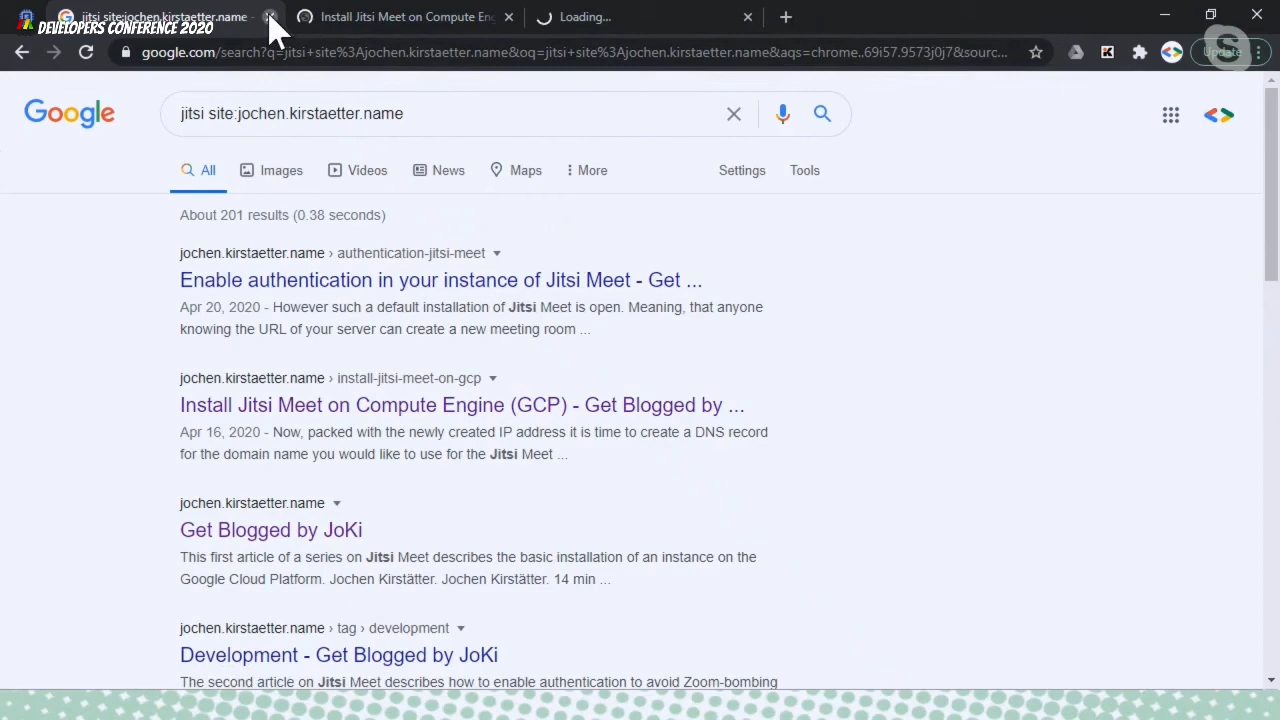 jitsi site:jochen.kirstaetter.name -
Install Jitsi Meet on Compute En
Loading...
DEVELOPERS CONFERENCE 2020
google.com/search?q=jitsi+site%3Ajochen.kirstaetter.name&oq=jitsi+site%3Ajochen.kirstaetter.name&aqs=chrome..69i57.9573j0j7&sourc...
Update
Google
jitsi site:jochen.kirstaetter.name
All
Images
Videos
News
Maps
More
Settings
Tools
About 201 results (0.38 seconds)
jochen.kirstaetter.name › authentication-jitsi-meet
Enable authentication in your instance of Jitsi Meet - Get ...
Apr 20, 2020 - However such a default installation of Jitsi Meet is open. Meaning, that anyone
knowing the URL of your server can create a new meeting room ...
jochen.kirstaetter.name › install-jitsi-meet-on-gcp
Install Jitsi Meet on Compute Engine (GCP) - Get Blogged by ...
Apr 16, 2020 - Now, packed with the newly created IP address it is time to create a DNS record
for the domain name you would like to use for the Jitsi Meet ...
jochen.kirstaetter.name
Get Blogged by JoKi
This first article of a series on Jitsi Meet describes the basic installation of an instance on the
Google Cloud Platform. Jochen Kirstätter. Jochen Kirstätter. 14 min ...
jochen.kirstaetter.name › tag › development
Development - Get Blogged by JoKi
The second article on Jitsi Meet describes how to enable authentication to avoid Zoom-bombing